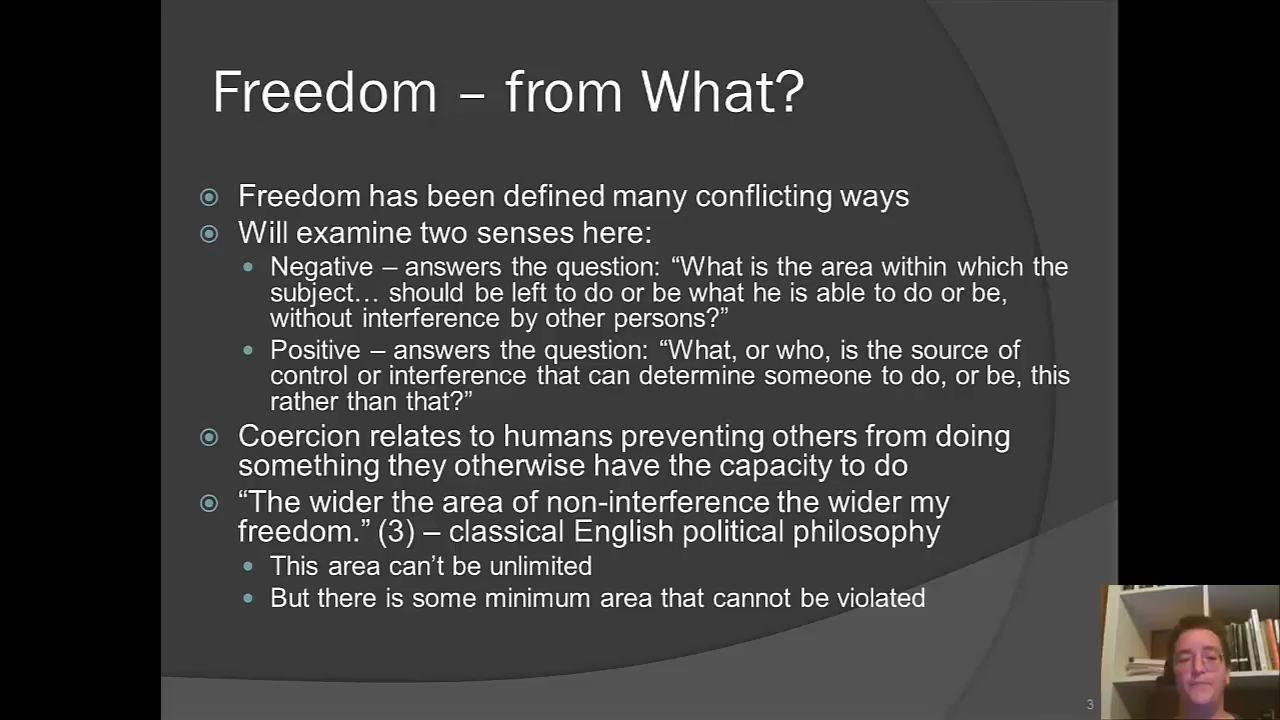 Freedom – from What?
Freedom has been defined many conflicting ways
Will examine two senses here:
Negative – answers the question: “What is the area within which the
subject… should be left to do or be what he is able to do or be,
without interference by other persons?”
Positive – answers the question: “What, or who, is the source of
control or interference that can determine someone to do, or be, this
rather than that?”
Coercion relates to humans preventing others from doing
something they otherwise have the capacity to do
“The wider the area of non-interference the wider my
freedom.” (3) – classical English political philosophy
This area can’t be unlimited
But there is some minimum area that cannot be violated
3